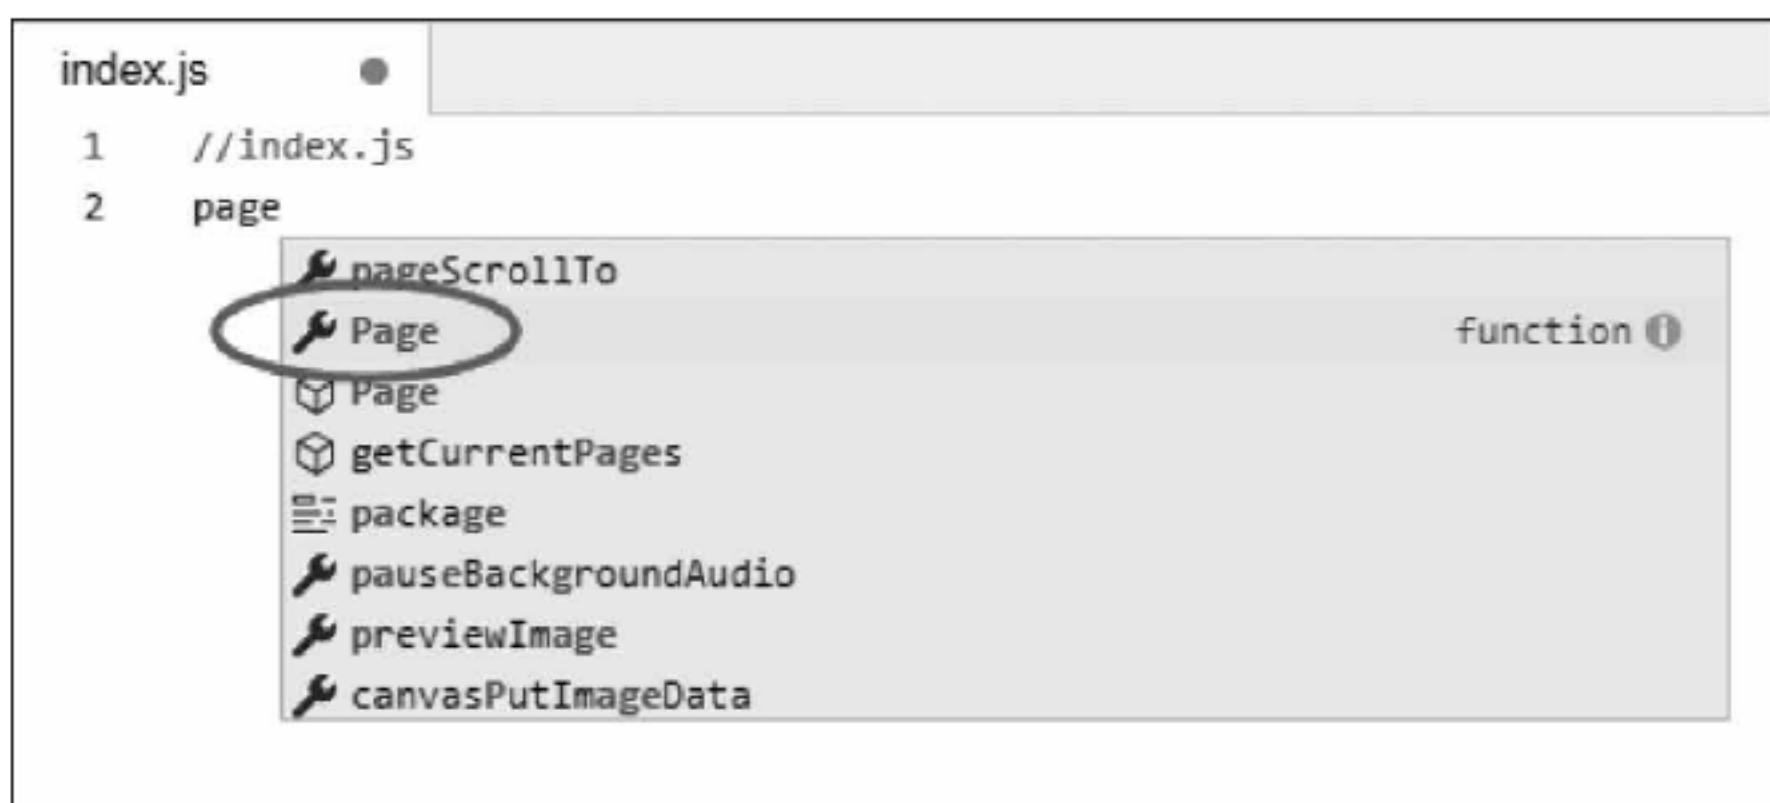 index.js
1 //index.js
2 page
pageScrollTo
Page function
Page
getCurrentPages
package
pauseBackgroundAudio
previewImage
canvasPutImageData